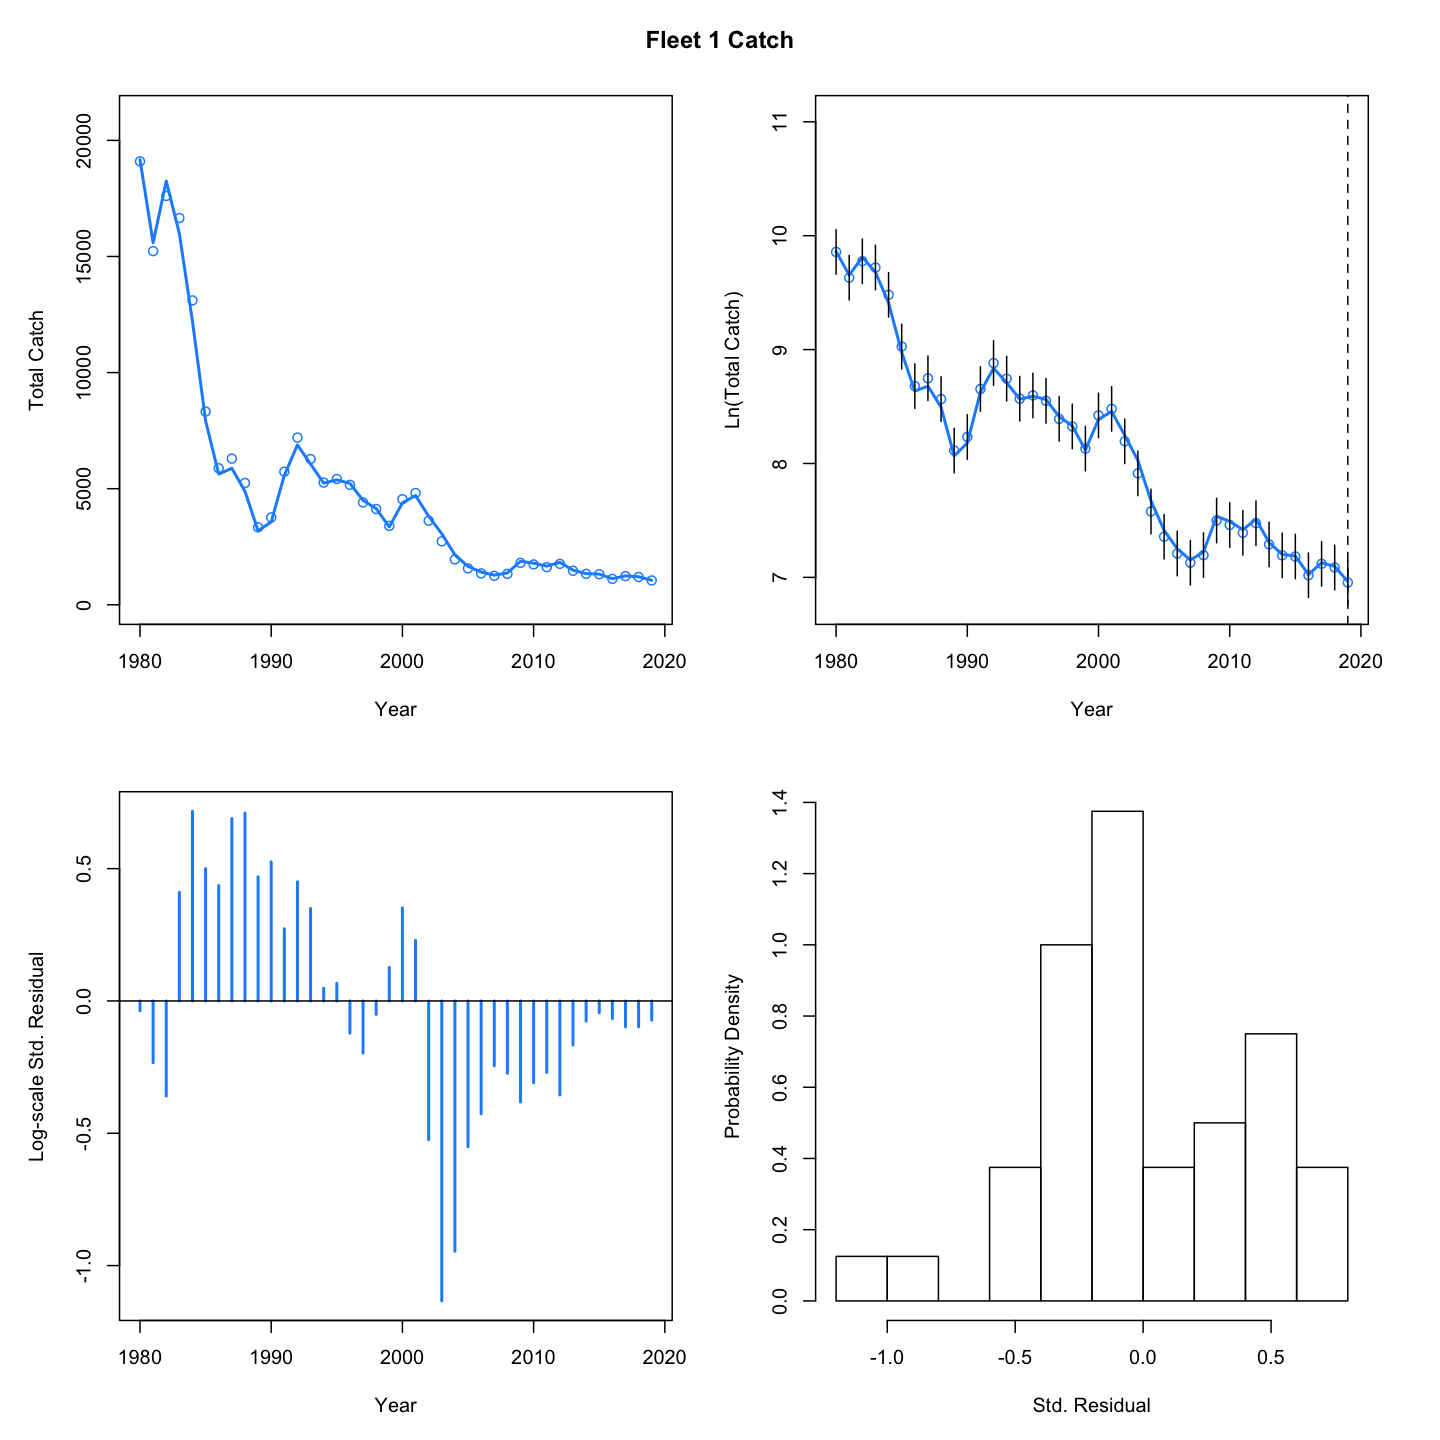 Fleet 1 Catch
Total Catch
20000
15000
10000
5000
0
1980 1990 2000 2010 2020
Year
Ln(Total Catch)
11
10
9
8
7
1980 1990 2000 2010 2020
Year
Log-scale Std. Residual
0.5
0.0
-0.5
-1.0
1980 1990 2000 2010 2020
Year
Probability Density
1.4
1.2
1.0
0.8
0.6
0.4
0.2
0.0
-1.0 -0.5 0.0 0.5
Std. Residual